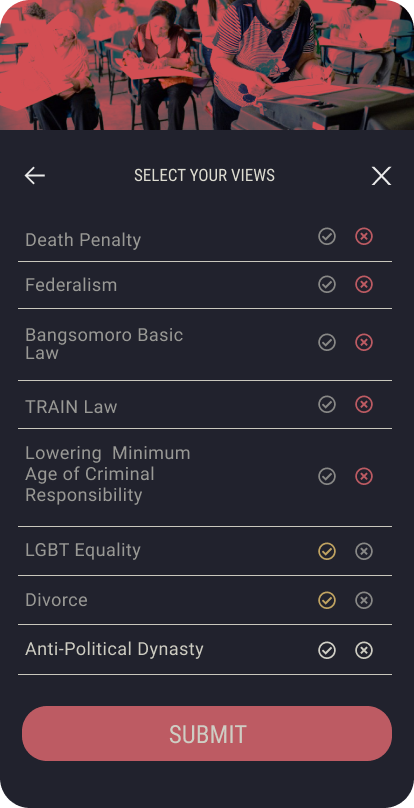 SELECT YOUR VIEWS
Death Penalty
Federalism
Bangsomoro Basic
Law
TRAIN Law
Lowering Minimum
Age of Criminal
Responsibility
LGBT Equality
Divorce
Anti-Political Dynasty
SUBMIT